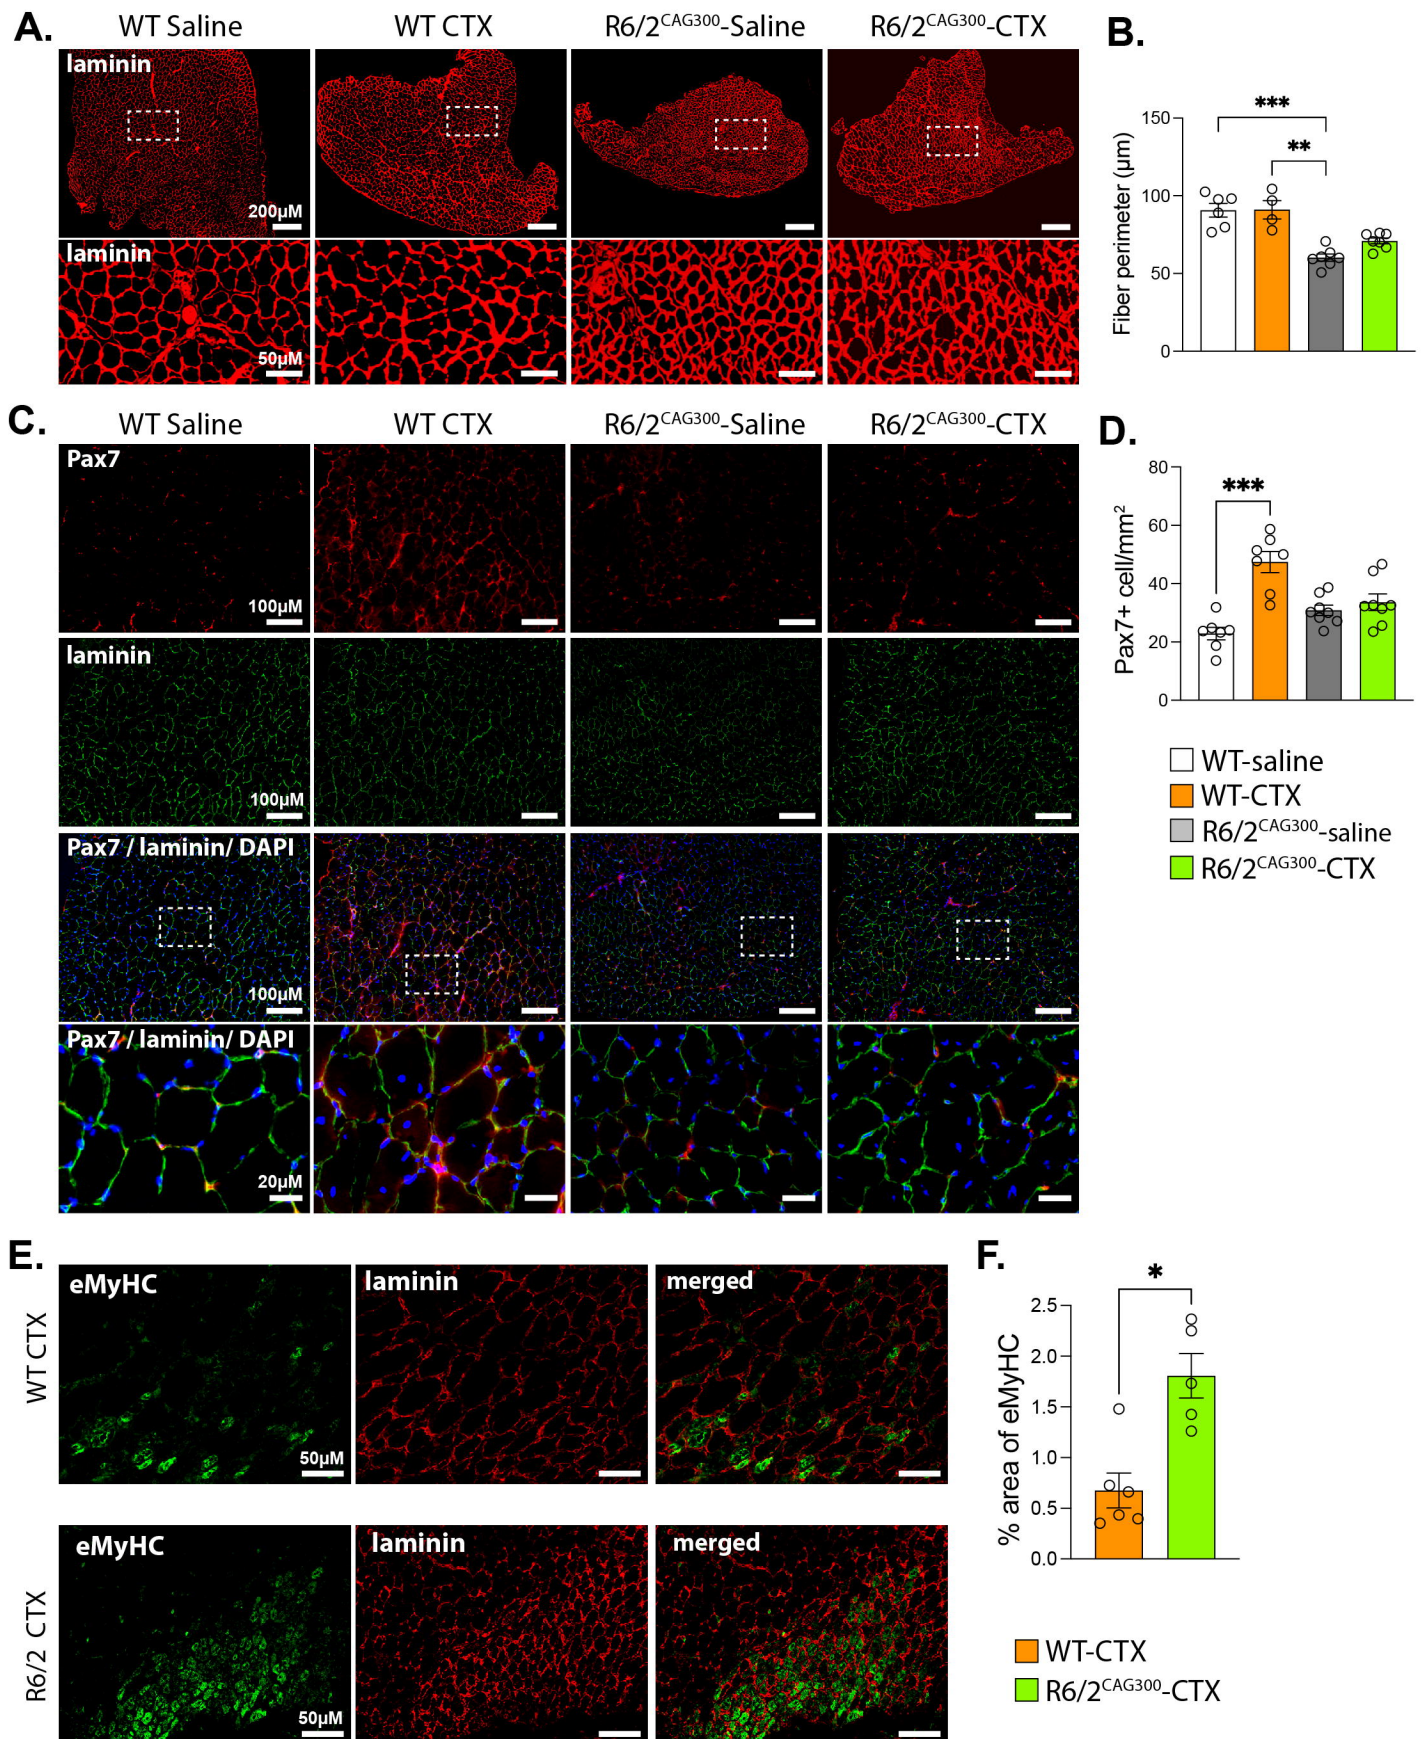 A.
WT Saline
WT CTX
R6/2CAG300-Saline
R6/2CAG300-CTX
laminin
200µM
laminin
50µM
B.
Fiber perimeter (µm)
150
100
50
0
***
**
C.
WT Saline
WT CTX
R6/2CAG300-Saline
R6/2CAG300-CTX
Pax7
100µM
laminin
100µM
Pax7 / laminin/ DAPI
100µM
Pax7 / laminin/ DAPI
20µM
D.
Pax7+ cell/mm2
80
60
40
20
0
***
WT-saline
WT-CTX
R6/2CAG300-saline
R6/2CAG300-CTX
E.
WT CTX
eMyHC
50µM
laminin
merged
R6/2 CTX
eMyHC
50µM
laminin
merged
F.
% area of eMyHC
2.5
2.0
1.5
1.0
0.5
0.0
*
WT-CTX
R6/2CAG300-CTX